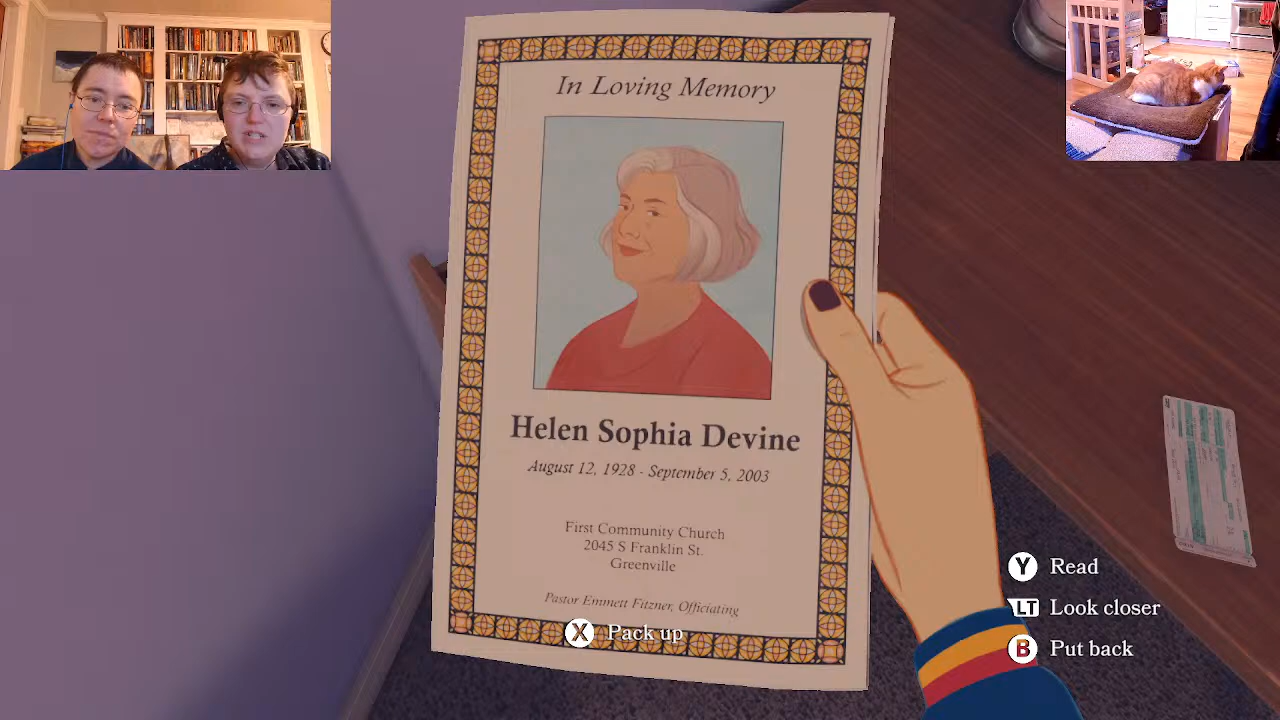 In Loving Memory
Helen Sophia Devine
August 12, 1928 - September 5, 2003
First Community Church
2045 S Franklin St.
Greenville
Pastor Emmett Fitzner, Officiating
X Pack up
Y Read
LT Look closer
B Put back